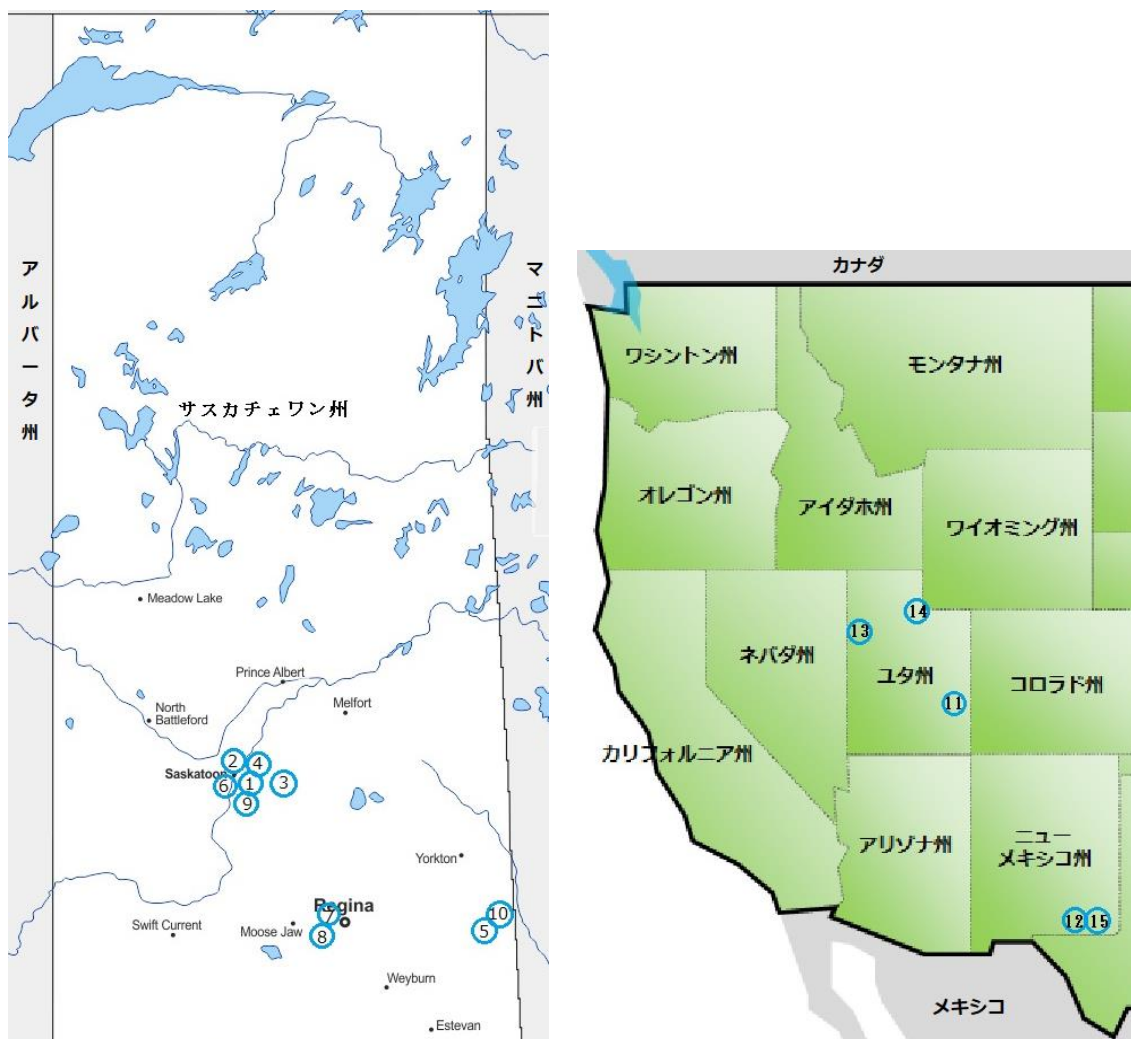 アルバータ州
マニトバ州
サスカチェワン州
Meadow Lake
Prince Albert
North
Battleford
Melfort
2
4
Saskatoon
6
1
3
9
Yorkton
Regina
7
10
Swift Current
Moose Jaw
8
5
Weyburn
Estevan
カナダ
ワシントン州
モンタナ州
オレゴン州
アイダホ州
ワイオミング州
14
13
ネバダ州
ユタ州
コロラド州
11
カリフォルニア州
アリゾナ州
ニュー
メキシコ州
12
15
メキシコ